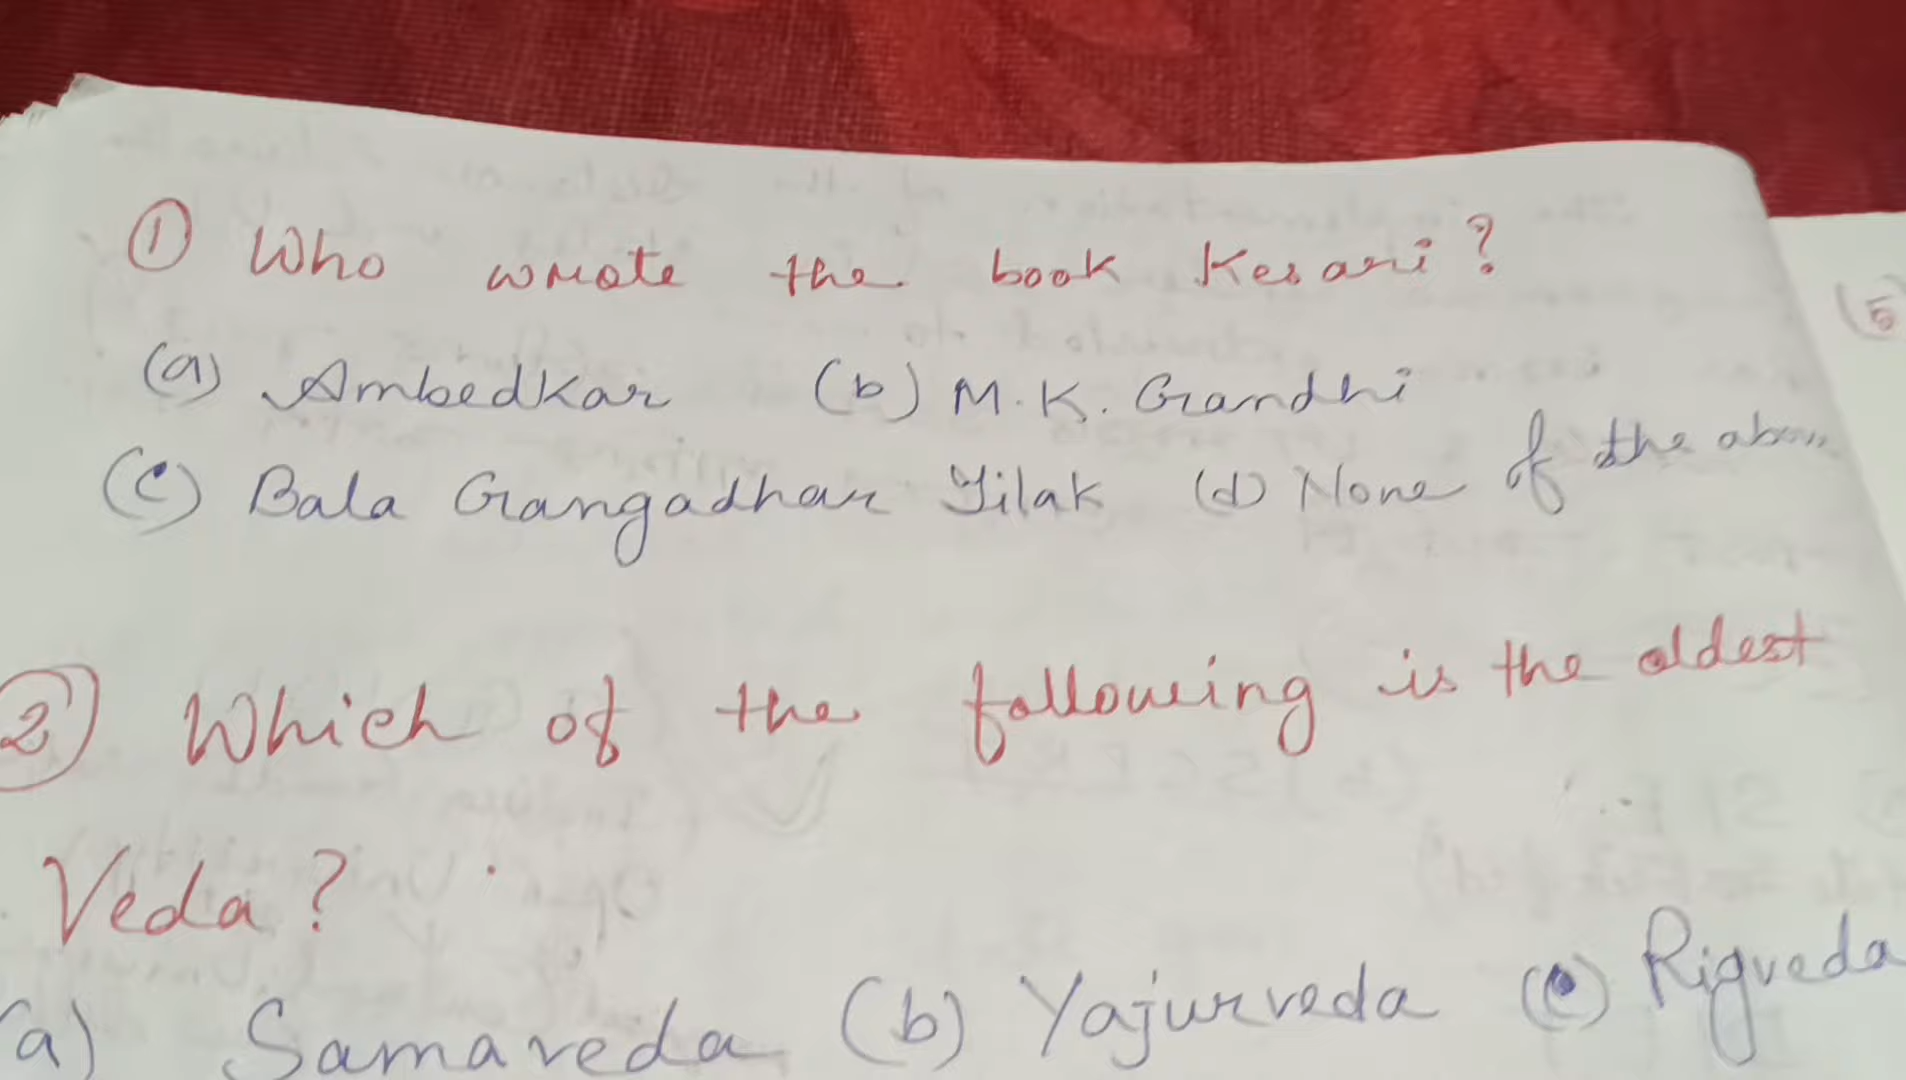 ① Who wrote the book Kesari?
(a) Ambedkar (b) M.K. Gandhi
(c) Bala Gangadhar Tilak (d) None of the
② Which of the following is the oldest
Veda?
(a) Samaveda (b) Yajurveda (c) Rigveda
(5)